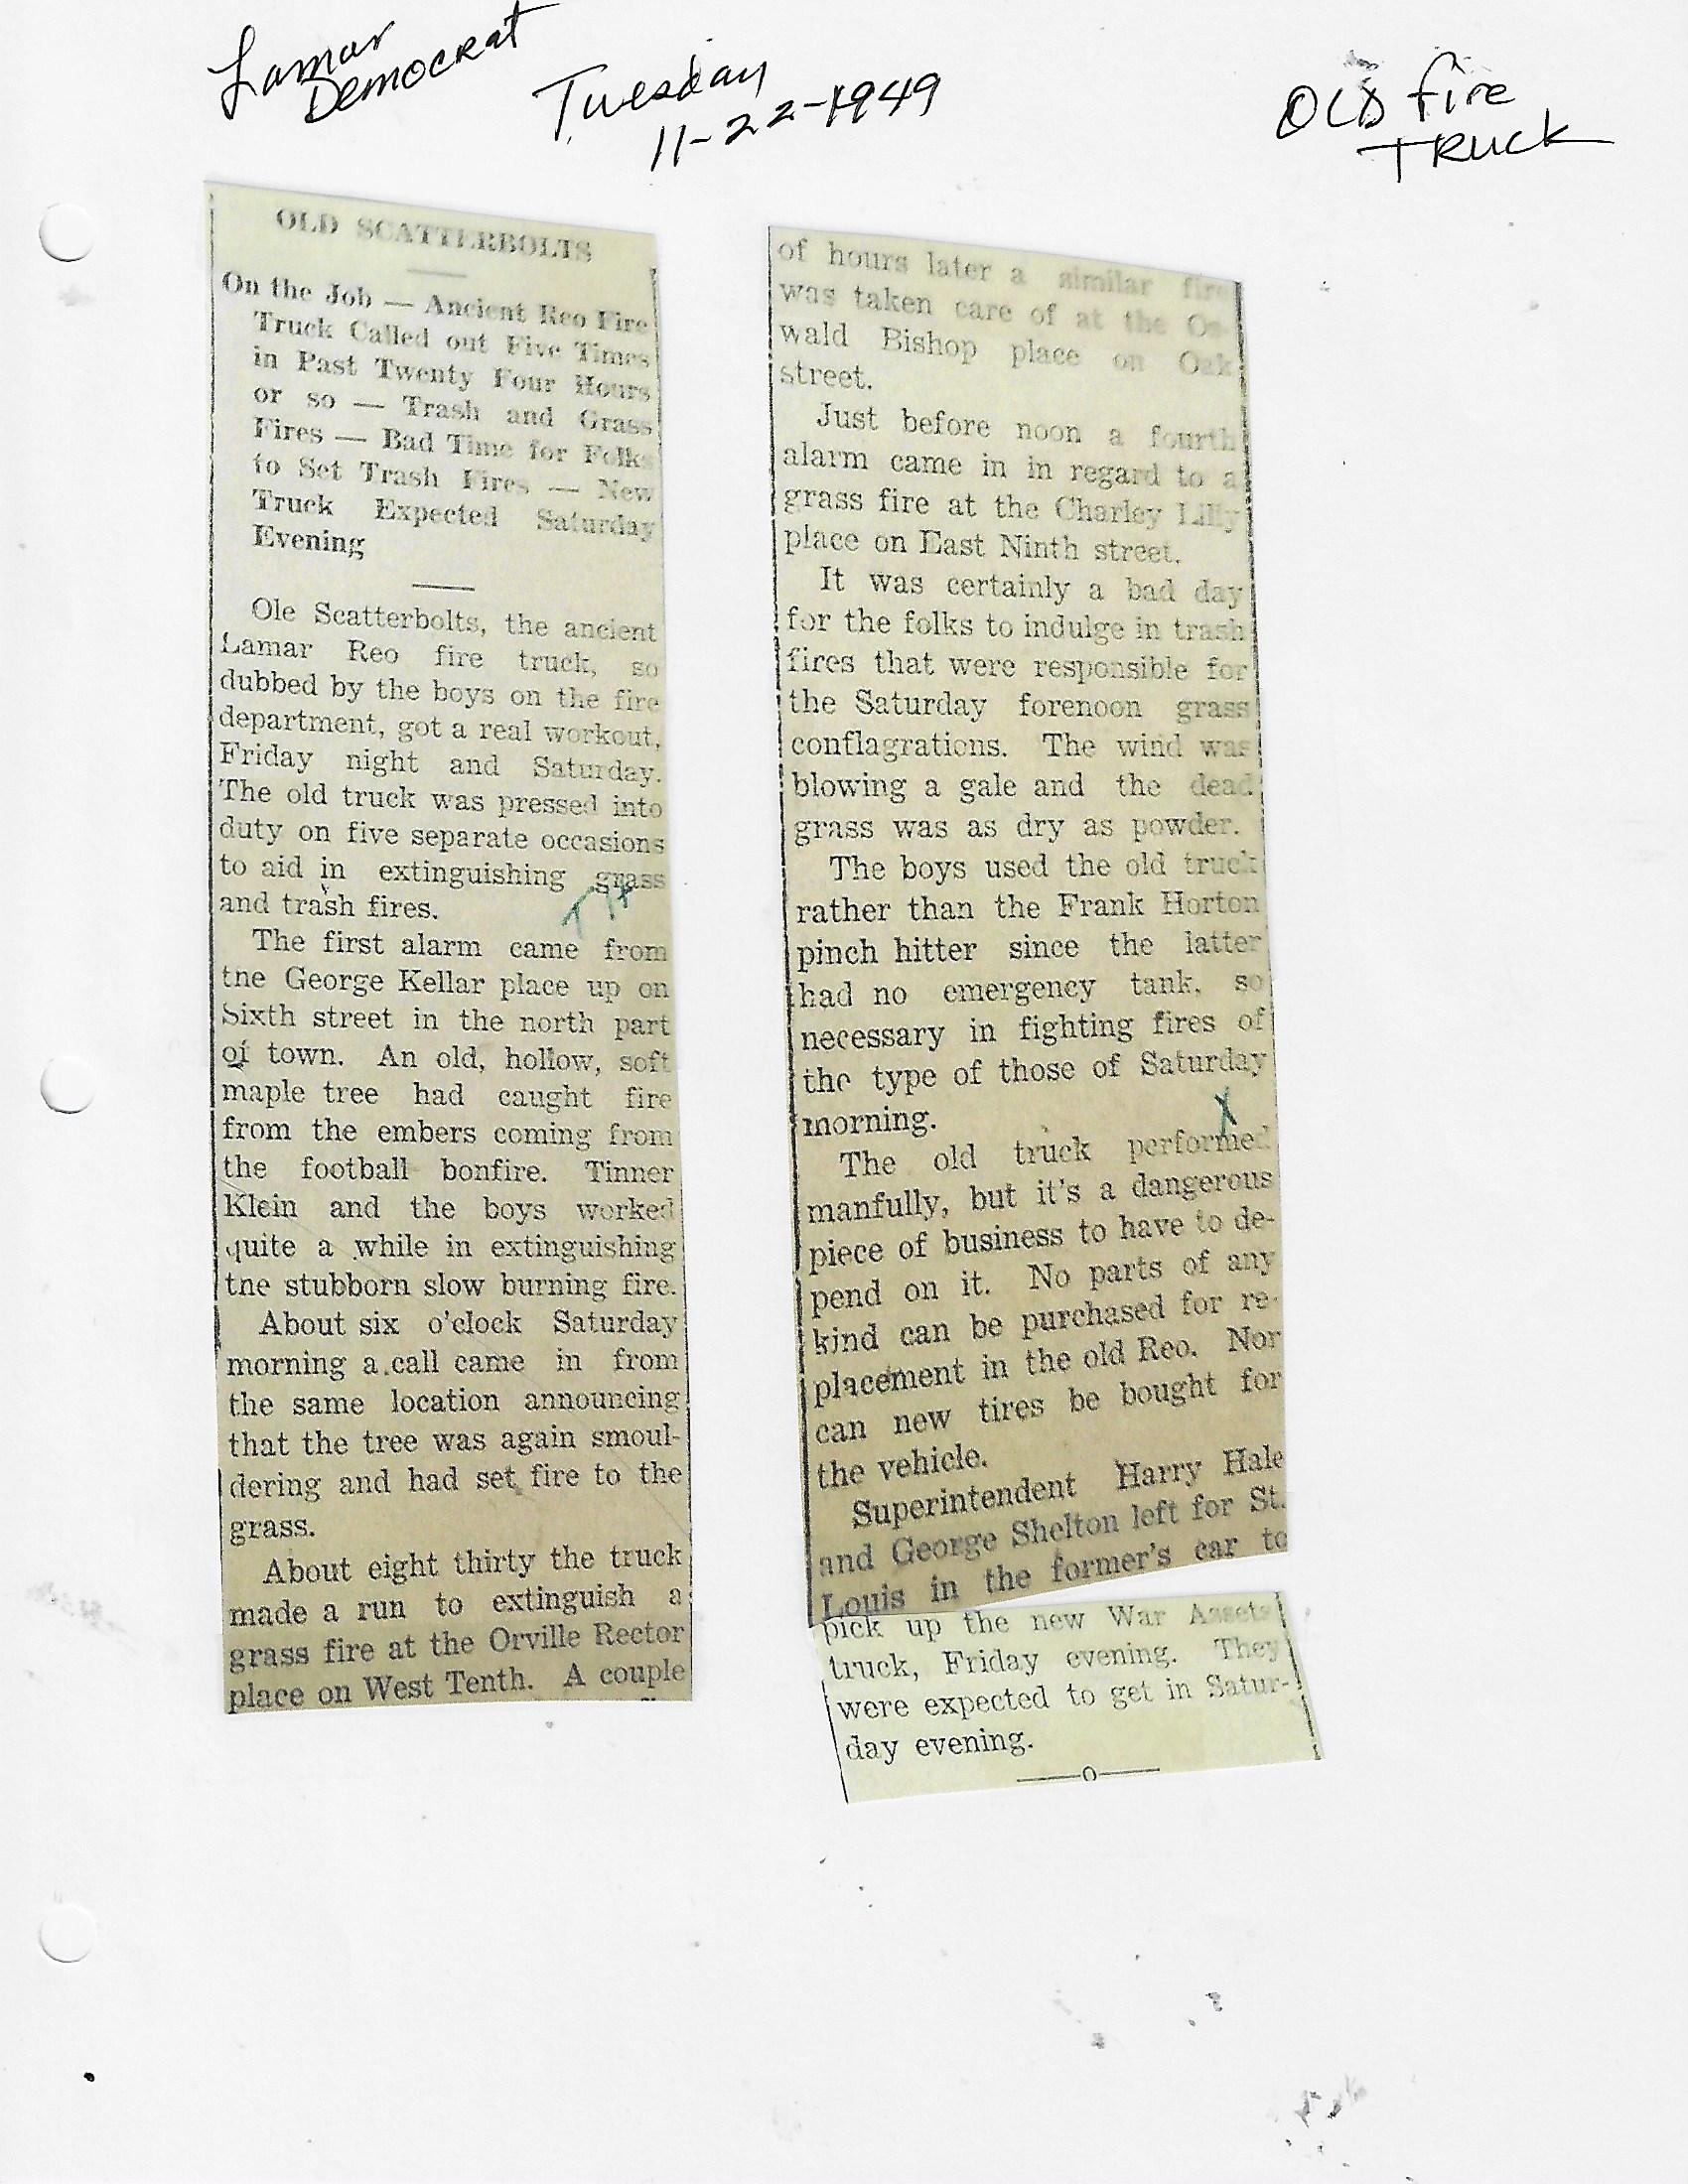 Lamar
Democrat
Tuesday
11-22-1949
Old fire
Truck
OLD SCATTERBOLTS
On the Job — Ancient Reo Fire
Truck Called out Five Times
in Past Twenty Four Hours
or so — Trash and Grass
Fires — Bad Time for Folks
to Set Trash Fires — New
Truck Expected Saturday
Evening
Ole Scatterbolts, the ancient
Lamar Reo fire truck, so
dubbed by the boys on the fire
department, got a real workout,
Friday night and Saturday.
The old truck was pressed into
duty on five separate occasions
to aid in extinguishing grass
and trash fires.
The first alarm came from
tne George Kellar place up on
Sixth street in the north part
of town. An old, hollow, soft
maple tree had caught fire
from the embers coming from
the football bonfire. Tinner
Klein and the boys worked
quite a while in extinguishing
tne stubborn slow burning fire.
About six o'clock Saturday
morning a call came in from
the same location announcing
that the tree was again smoul-
dering and had set fire to the
grass.
About eight thirty the truck
made a run to extinguish a
grass fire at the Orville Rector
place on West Tenth. A couple
of hours later a similar fire
was taken care of at the Os-
wald Bishop place on Oak
street.
Just before noon a fourth
alarm came in in regard to a
grass fire at the Charley Lilly
place on East Ninth street.
It was certainly a bad day
for the folks to indulge in trash
fires that were responsible for
the Saturday forenoon grass
conflagrations. The wind was
blowing a gale and the dead
grass was as dry as powder.
The boys used the old truck
rather than the Frank Horton
pinch hitter since the latter
had no emergency tank, so
necessary in fighting fires of
the type of those of Saturday
morning.
X
The old truck performed
manfully, but it's a dangerous
piece of business to have to de-
pend on it. No parts of any
kind can be purchased for re-
placement in the old Reo. Nor
can new tires be bought for
the vehicle.
Superintendent Harry Hale
and George Shelton left for St.
Louis in the former's car to
pick up the new War Assets
truck, Friday evening. They
were expected to get in Satur-
day evening.
——o——